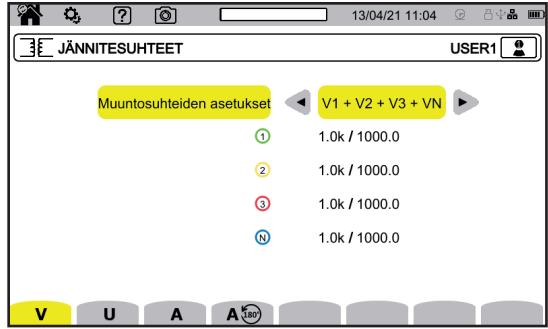 ? 13/04/21 11:04
JÄNNITESUHTEET USER1
Muuntosuhteiden asetukset V1 + V2 + V3 + VN
1 1.0k / 1000.0
2 1.0k / 1000.0
3 1.0k / 1000.0
N 1.0k / 1000.0
V U A A 180°